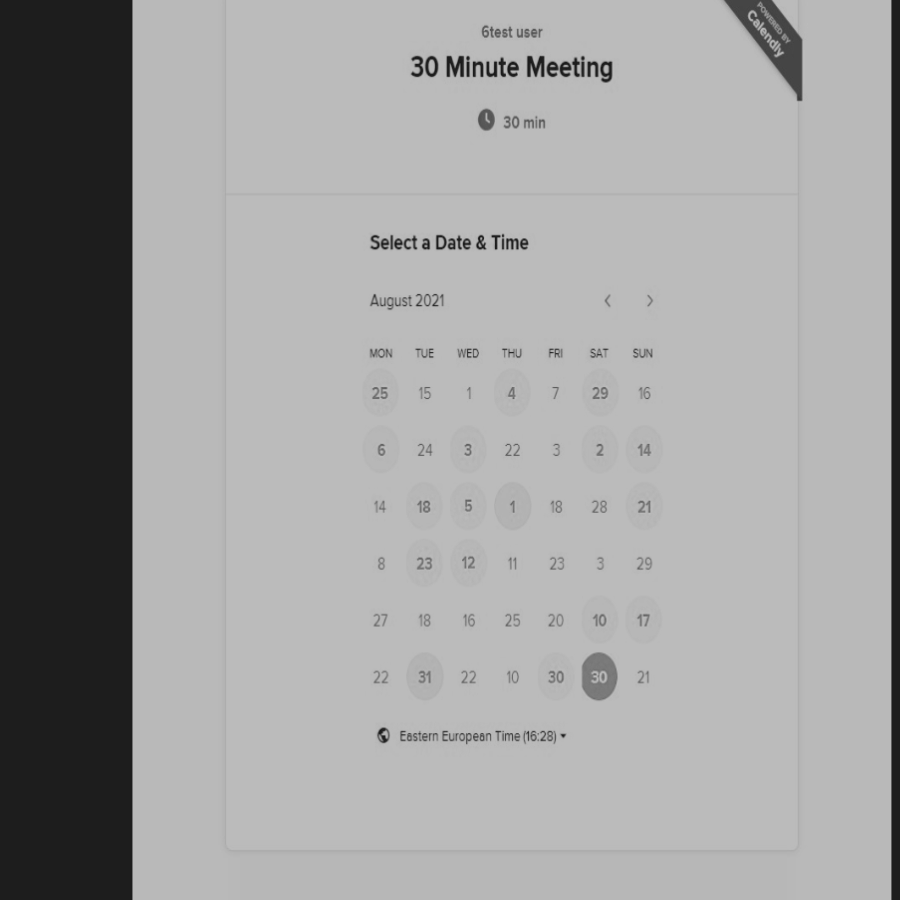 POWERED BY
Calendly
6test user
30 Minute Meeting
30 min
Select a Date & Time
August 2021
MON TUE WED THU FRI SAT SUN
25 15 1 4 7 29 16
6 24 3 22 3 2 14
14 18 5 1 18 28 21
8 23 12 11 23 3 29
27 18 16 25 20 10 17
22 31 22 10 30 30 21
Eastern European Time (16:28)